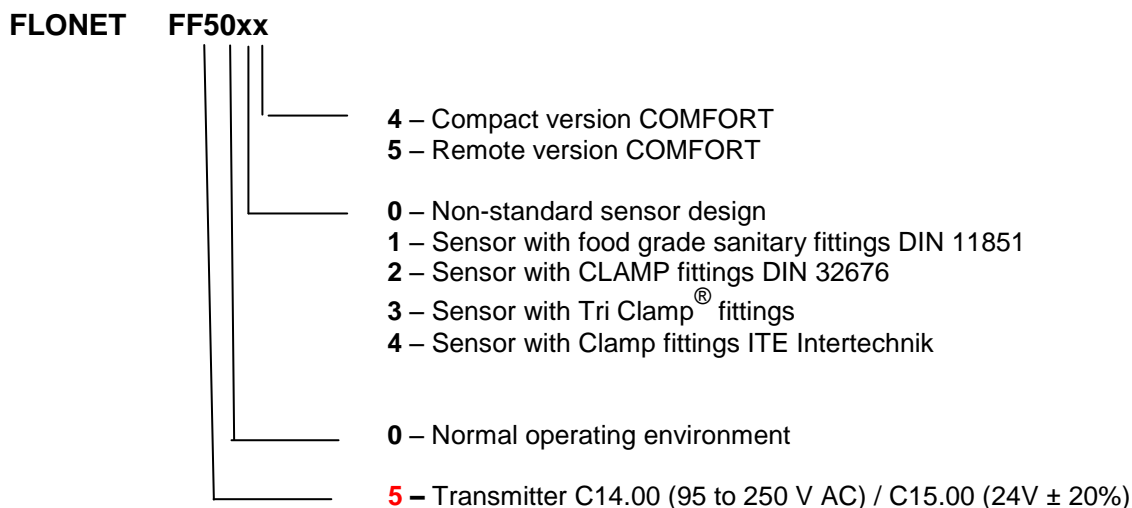 FLONET FF50xx
4 – Compact version COMFORT
5 – Remote version COMFORT
0 – Non-standard sensor design
1 – Sensor with food grade sanitary fittings DIN 11851
2 – Sensor with CLAMP fittings DIN 32676
3 – Sensor with Tri Clamp® fittings
4 – Sensor with Clamp fittings ITE Intertechnik
0 – Normal operating environment
5 – Transmitter C14.00 (95 to 250 V AC) / C15.00 (24V ± 20%)